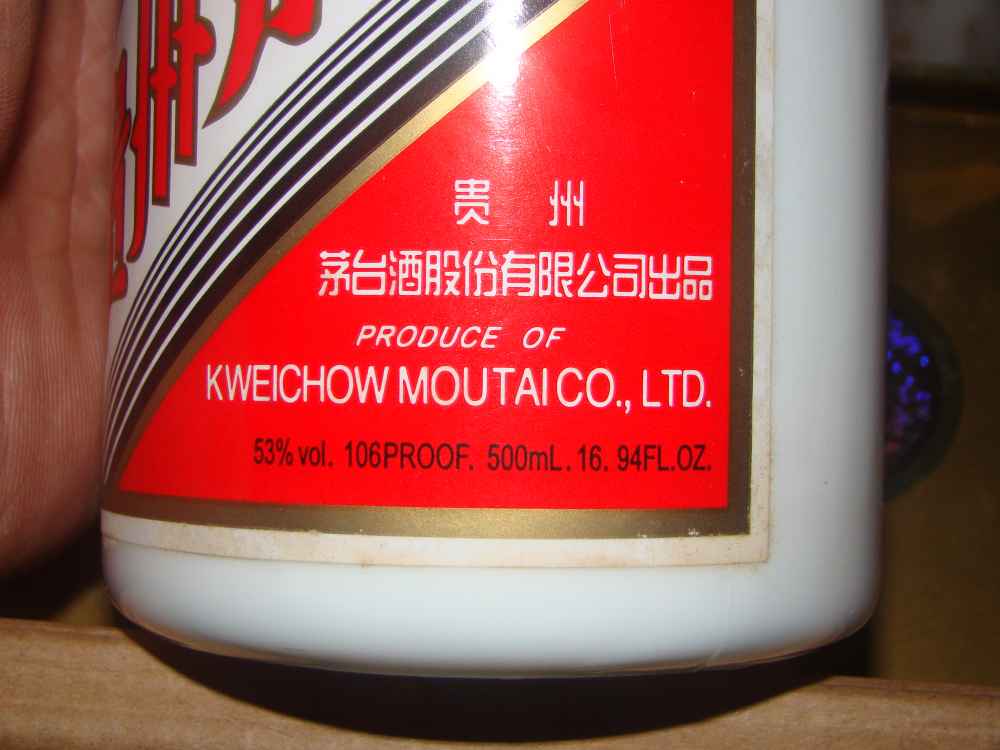 贵 州
茅台酒股份有限公司出品
PRODUCE OF
KWEICHOW MOUTAI CO., LTD.
53% vol. 106PROOF. 500mL. 16. 94FL.OZ.